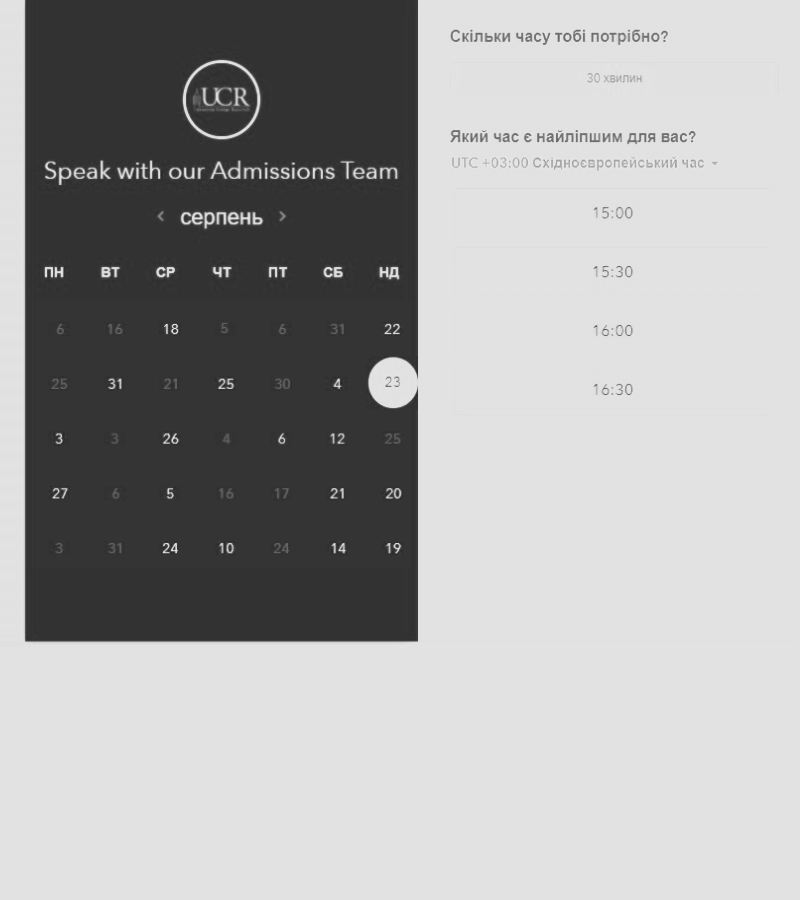 UCR
Speak with our Admissions Team
‹ серпень ›
ПН ВТ СР ЧТ ПТ СБ НД
6 16 18 5 6 31 22
25 31 21 25 30 4 23
3 3 26 4 6 12 25
27 6 5 16 17 21 20
3 31 24 10 24 14 19
Скільки часу тобі потрібно?
30 хвилин
Який час є найліпшим для вас?
UTC +03:00 Східноєвропейський час
15:00
15:30
16:00
16:30